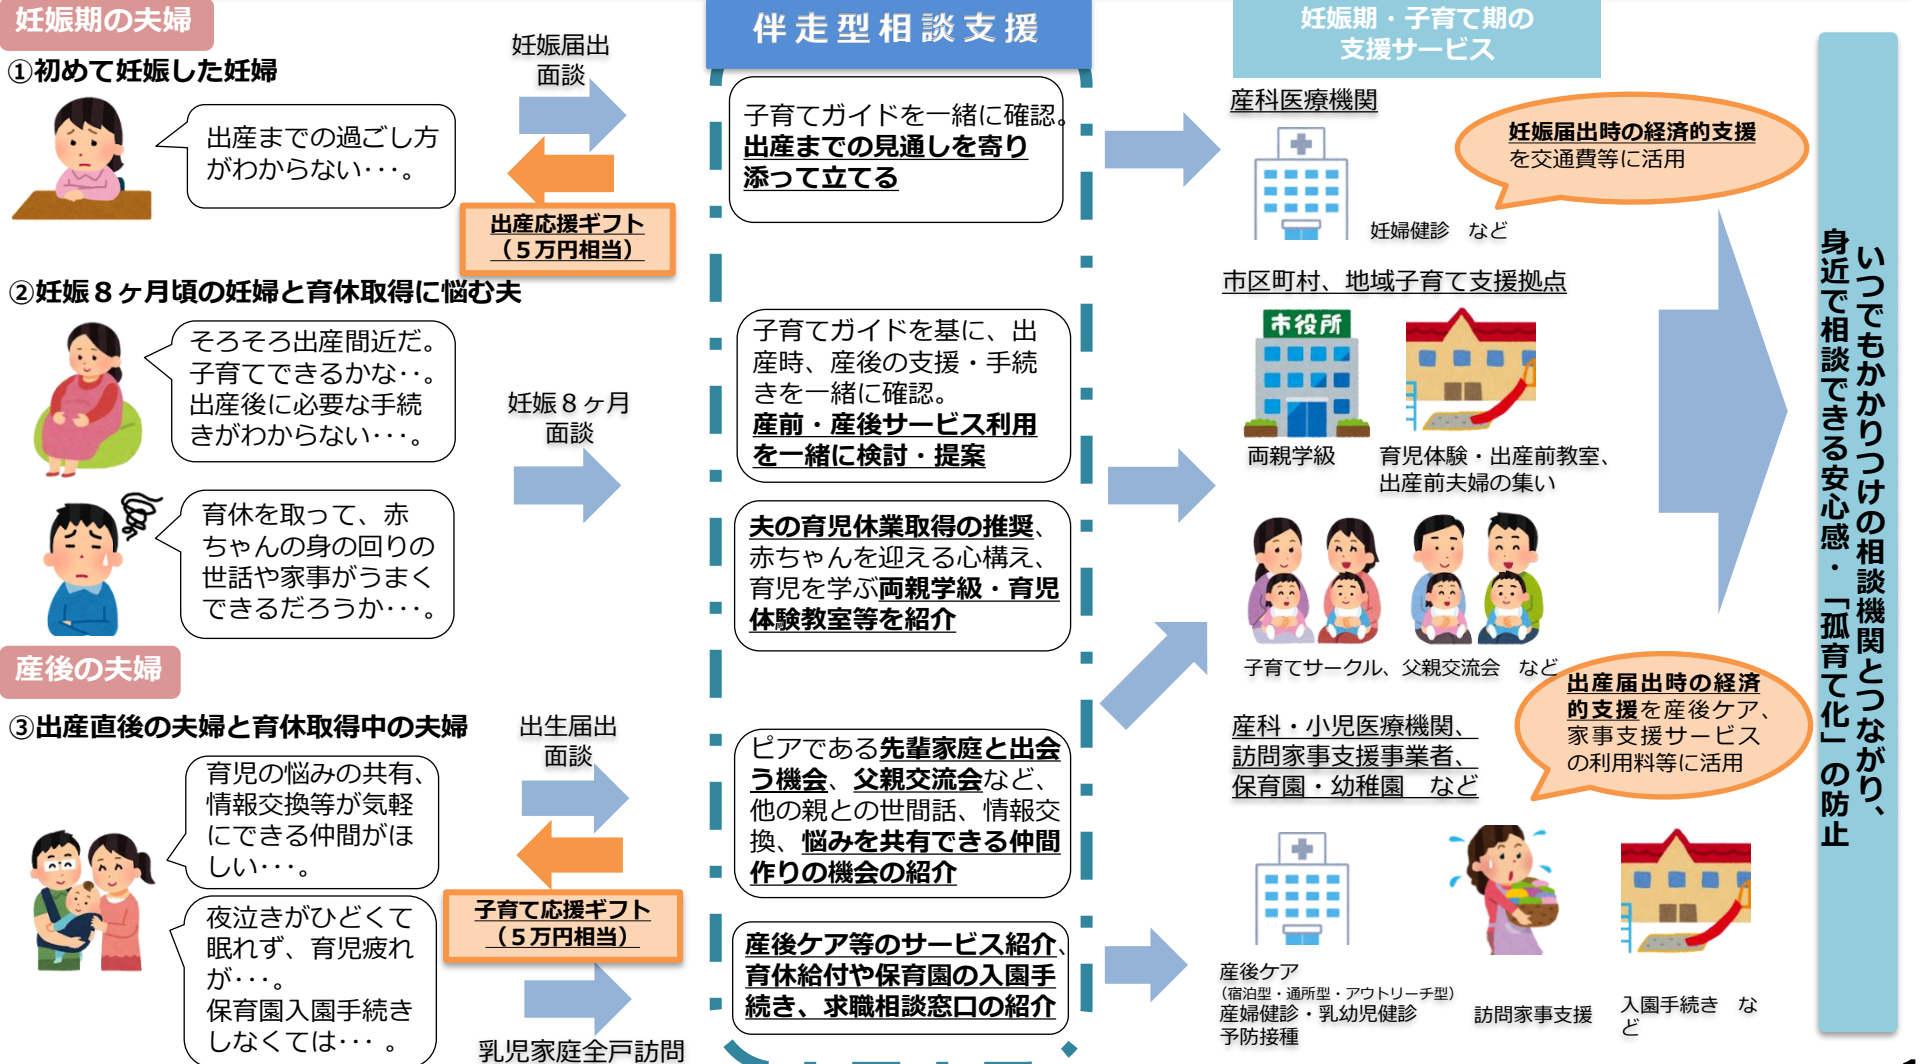 妊娠期の夫婦
①初めて妊娠した妊婦
出産までの過ごし方
がわからない･･･。
妊娠届出
面談
出産応援ギフト
（５万円相当）
②妊娠８ヶ月頃の妊婦と育休取得に悩む夫
そろそろ出産間近だ。
子育てできるかな･･。
出産後に必要な手続
きがわからない･･･。
妊娠８ヶ月
面談
育休を取って、赤
ちゃんの身の回りの
世話や家事がうまく
できるだろうか･･･。
産後の夫婦
③出産直後の夫婦と育休取得中の夫婦
育児の悩みの共有、
情報交換等が気軽
にできる仲間がほ
しい･･･。
夜泣きがひどくて
眠れず、育児疲れ
が･･･。
保育園入園手続き
しなくては･･･ 。
出生届出
面談
子育て応援ギフト
（５万円相当）
乳児家庭全戸訪問
伴走型相談支援
子育てガイドを一緒に確認。
出産までの見通しを寄り
添って立てる
子育てガイドを基に、出
産時、産後の支援・手続
きを一緒に確認。
産前・産後サービス利用
を一緒に検討・提案
夫の育児休業取得の推奨、
赤ちゃんを迎える心構え、
育児を学ぶ両親学級・育児
体験教室等を紹介
ピアである先輩家庭と出会
う機会、父親交流会など、
他の親との世間話、情報交
換、悩みを共有できる仲間
作りの機会の紹介
産後ケア等のサービス紹介、
育休給付や保育園の入園手
続き、求職相談窓口の紹介
妊娠期・子育て期の
支援サービス
産科医療機関
妊婦健診　など
妊娠届出時の経済的支援
を交通費等に活用
市区町村、地域子育て支援拠点
市役所
両親学級
育児体験・出産前教室、
出産前夫婦の集い
子育てサークル、父親交流会　など
産科・小児医療機関、
訪問家事支援事業者、
保育園・幼稚園　など
出産届出時の経済
的支援を産後ケア、
家事支援サービス
の利用料等に活用
産後ケア
（宿泊型・通所型・アウトリーチ型）
産婦健診・乳幼児健診
予防接種
訪問家事支援
入園手続き　な
ど
いつでもかかりつけの相談機関とつながり、
身近で相談できる安心感・「孤育て化」の防止